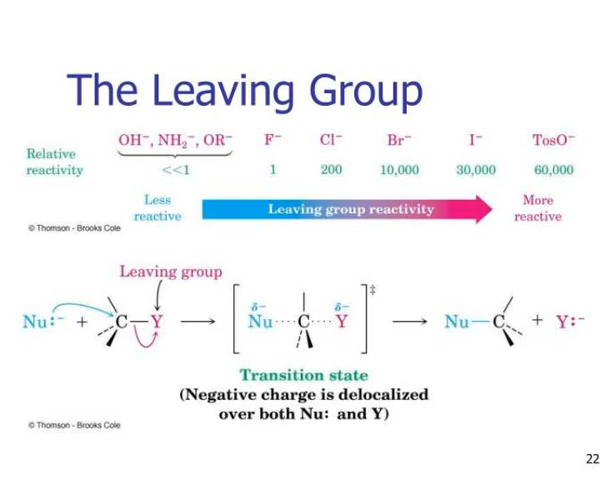 The Leaving Group
OH⁻, NH₂⁻, OR⁻ F⁻ Cl⁻ Br⁻ I⁻ TosO⁻
Relative
reactivity <<1 1 200 10,000 30,000 60,000
Less
reactive
Leaving group reactivity
More
reactive
© Thomson - Brooks Cole
Leaving group
Nu:⁻ + C—Y → [δ⁻ Nu····C····Y δ⁻]‡ → Nu—C + Y:⁻
Transition state
(Negative charge is delocalized
over both Nu: and Y)
© Thomson - Brooks Cole
22